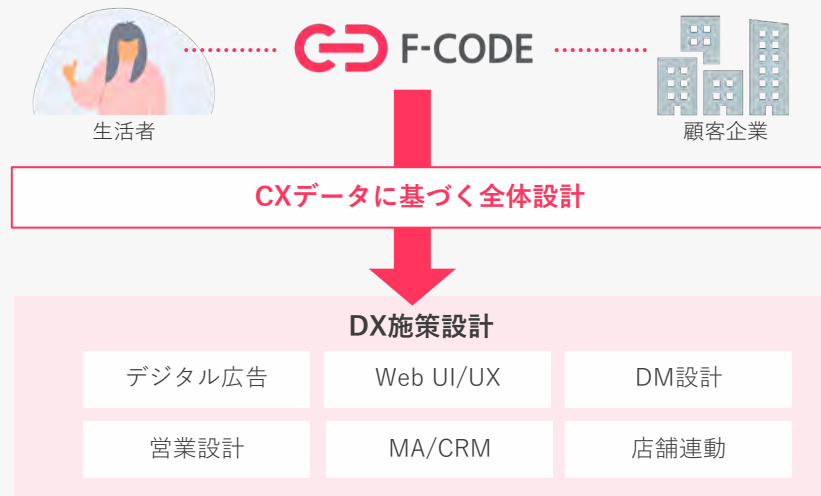 F-CODE
生活者
顧客企業
CXデータに基づく全体設計
DX施策設計
デジタル広告
Web UI/UX
DM設計
営業設計
MA/CRM
店舗連動